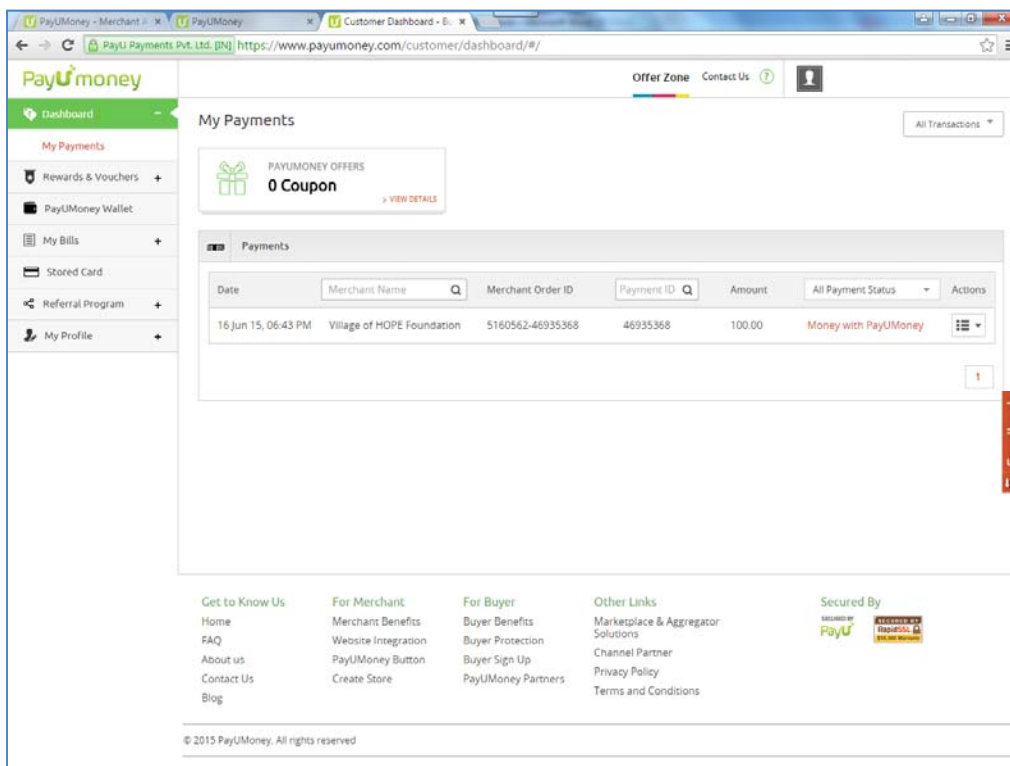 PayUMoney - Merchant
PayUMoney
Customer Dashboard - B
PayU Payments Pvt. Ltd. [IN] https://www.payumoney.com/customer/dashboard/#/
PayUmoney
Offer Zone Contact Us ?
Dashboard -
My Payments
Rewards & Vouchers +
PayUMoney Wallet
My Bills +
Stored Card
Referral Program +
My Profile +
My Payments
All Transactions
PAYUMONEY OFFERS
0 Coupon
> VIEW DETAILS
Payments
Date Merchant Name Merchant Order ID Payment ID Amount All Payment Status Actions
16 Jun 15, 06:43 PM Village of HOPE Foundation 5160562-46935368 46935368 100.00 Money with PayUMoney
1
Get to Know Us
Home
FAQ
About us
Contact Us
Blog
For Merchant
Merchant Benefits
Website Integration
PayUMoney Button
Create Store
For Buyer
Buyer Benefits
Buyer Protection
Buyer Sign Up
PayUMoney Partners
Other Links
Marketplace & Aggregator
Solutions
Channel Partner
Privacy Policy
Terms and Conditions
Secured By
SECURED BY
PayU
SECURED BY
RapidSSL
© 2015 PayUMoney. All rights reserved